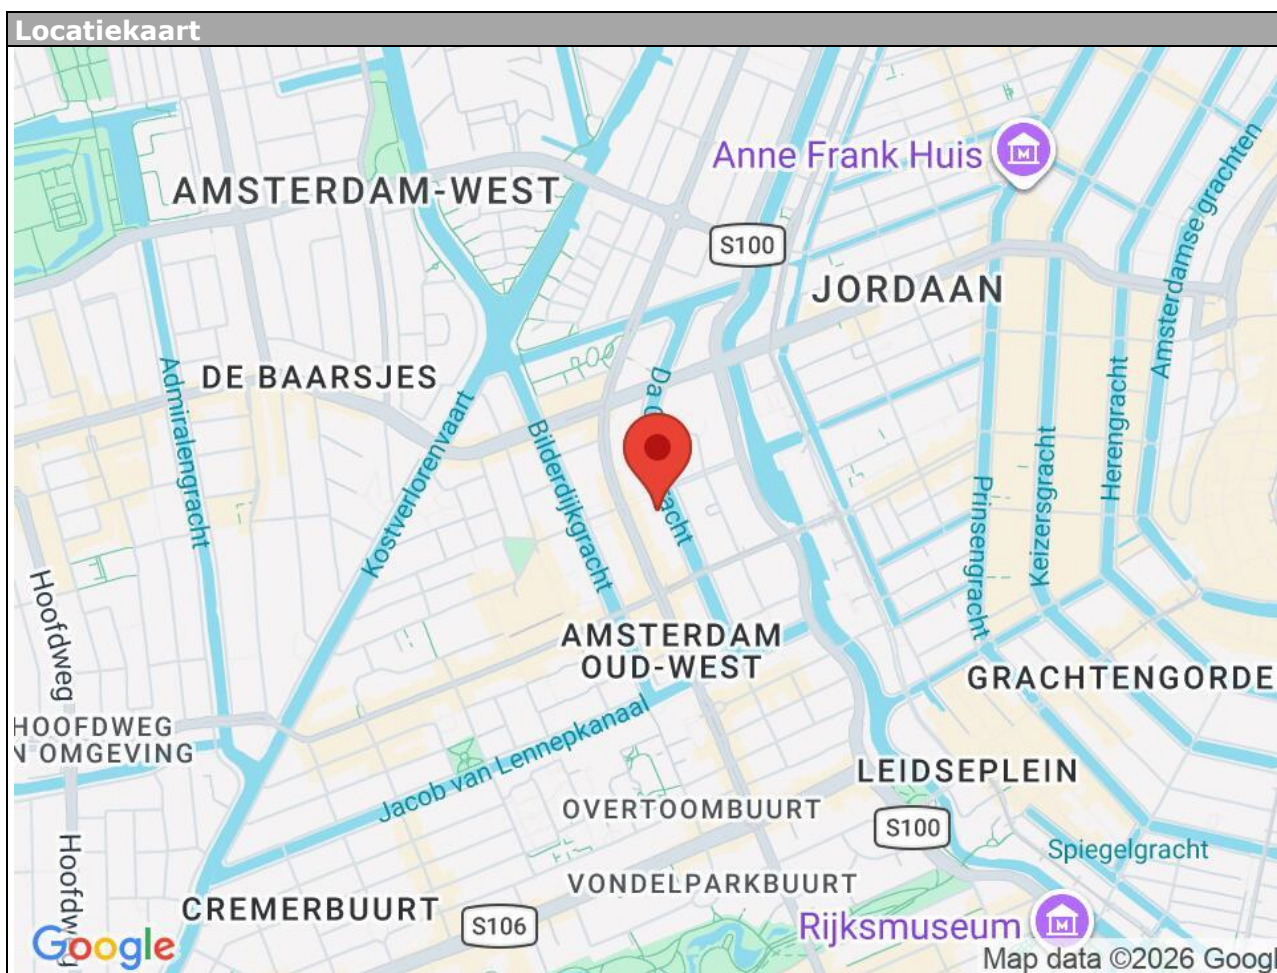 Locatiekaart
Anne Frank Huis
AMSTERDAM-WEST
Amsterdamse grachten
S100
JORDAAN
DE BAARSJES
Admiralengracht
Kostverlorenvaart
Bilderdijkgracht
Da
acht
Prinsengracht
Keizersgracht
Herengracht
Hoofdweg
AMSTERDAM
OUD-WEST
GRACHTENGORDE
HOOFDWEG
N OMGEVING
Jacob van Lennepkanaal
LEIDSEPLEIN
OVERTOOMBUURT
S100
Hoofdweg
Spiegelgracht
VONDELPARKBUURT
CREMERBUURT
S106
Rijksmuseum
Google
Map data ©2026 Googl